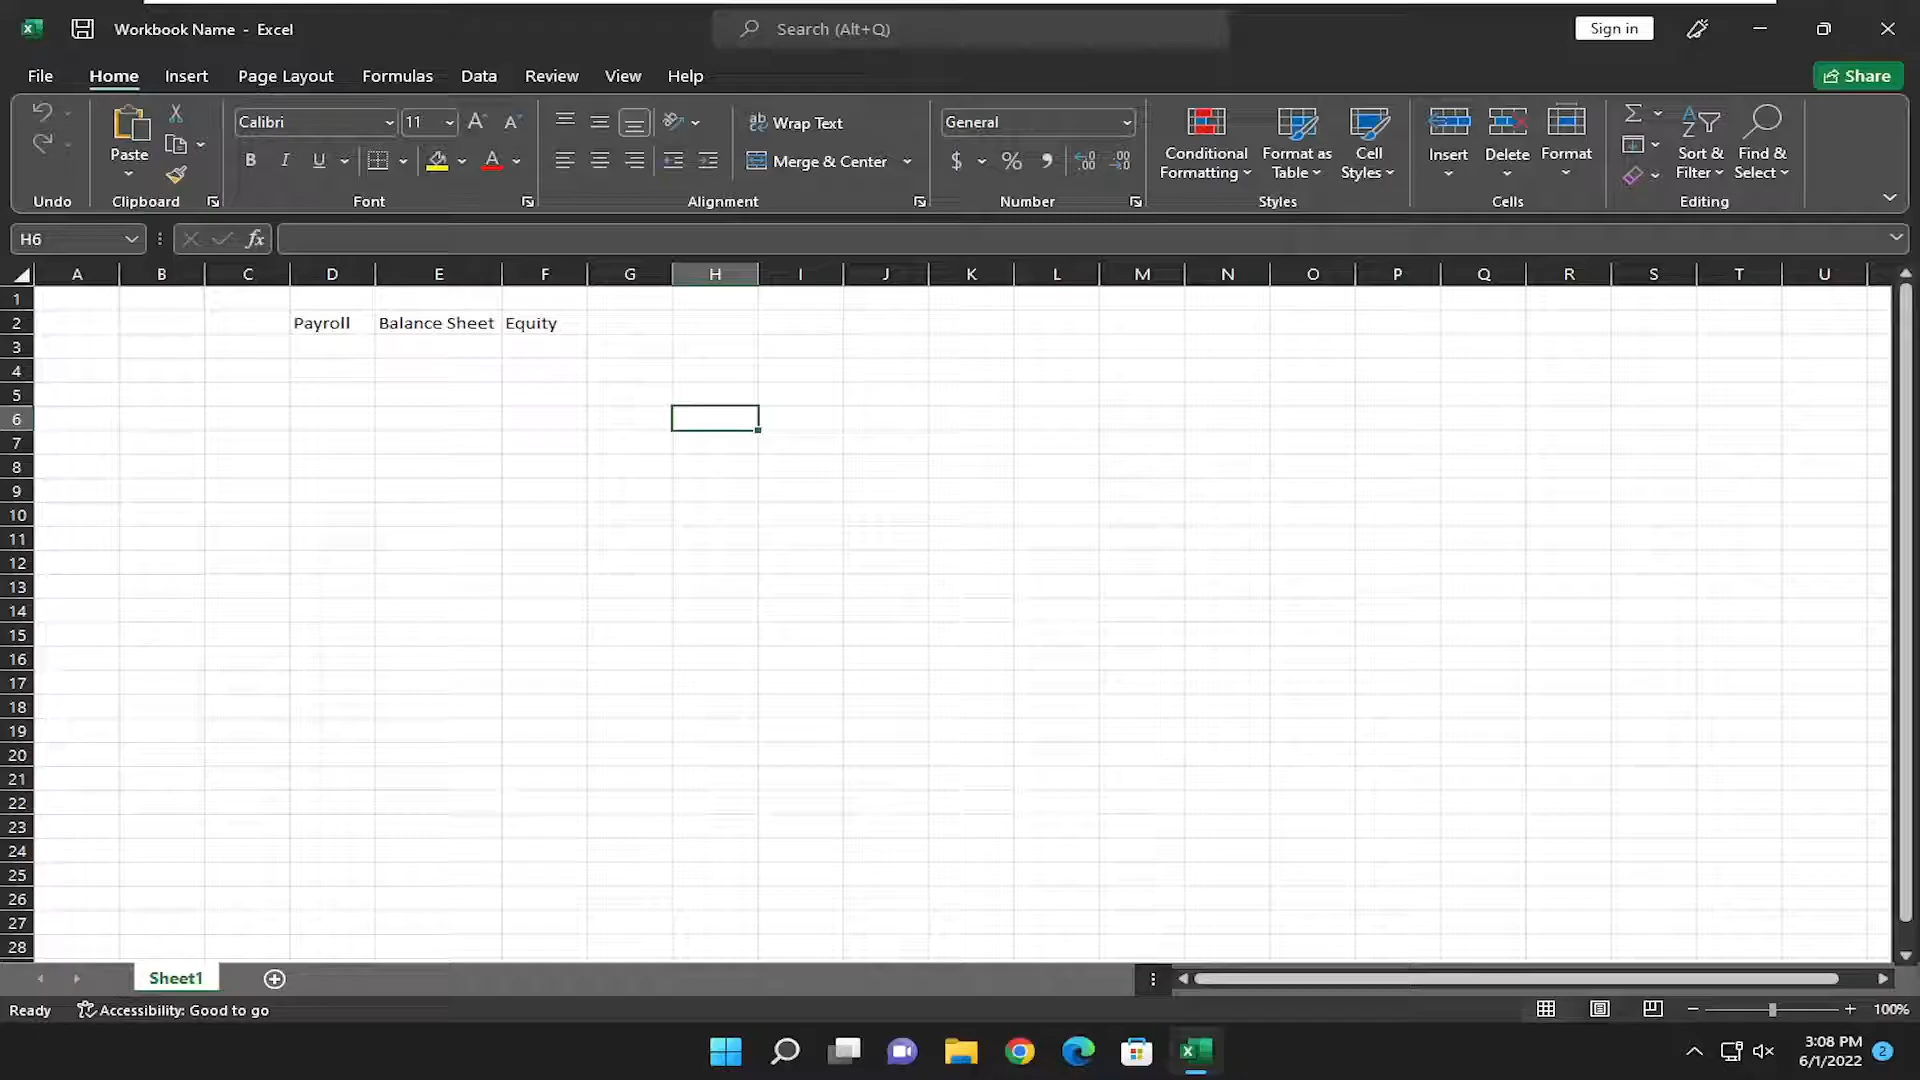 Workbook Name - Excel
Search (Alt+Q)
Sign in
File Home Insert Page Layout Formulas Data Review View Help
Share
Calibri 11
Wrap Text
General
Paste
B I U A
Merge & Center
$ % 9
Conditional Formatting
Format as Table
Cell Styles
Insert
Delete
Format
Sort & Filter
Find & Select
Undo Clipboard Font Alignment Number Styles Cells Editing
H6
fx
A B C D E F G H I J K L M N O P Q R S T U
1
2 Payroll Balance Sheet Equity
3
4
5
6
7
8
9
10
11
12
13
14
15
16
17
18
19
20
21
22
23
24
25
26
27
28
Sheet1
Ready
Accessibility: Good to go
100%
3:08 PM
6/1/2022
2